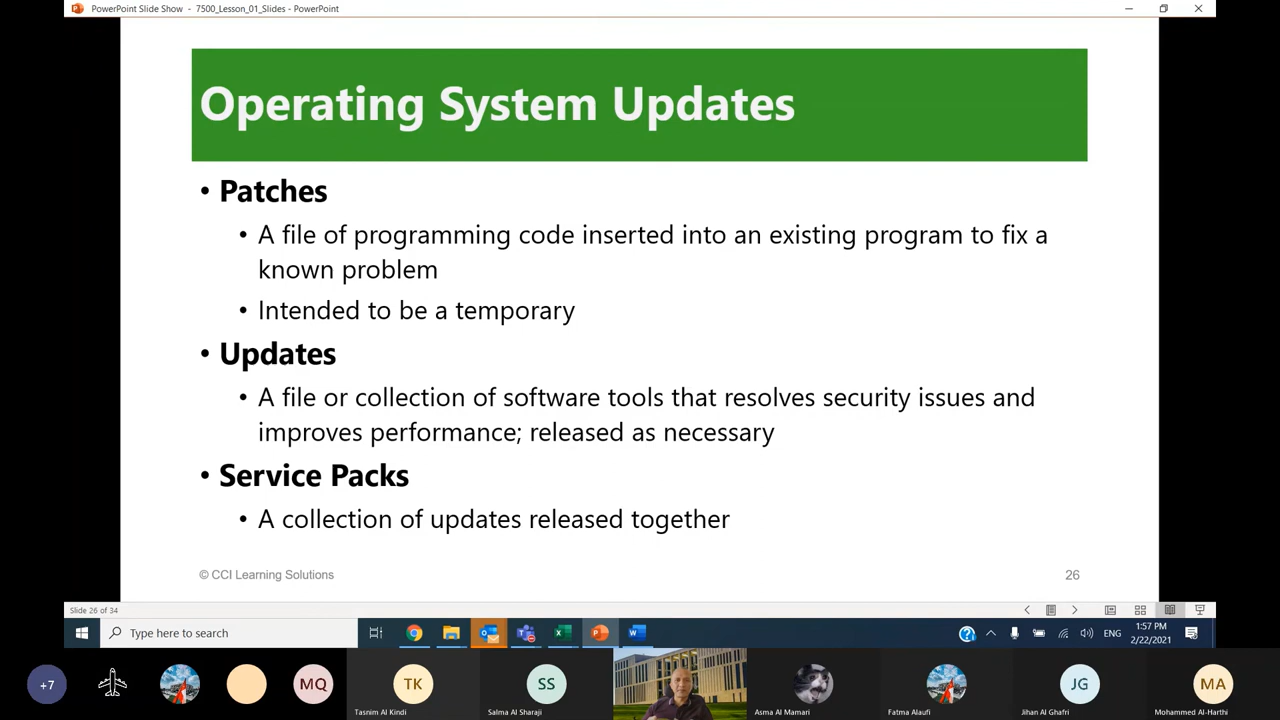 PowerPoint Slide Show - 7500_Lesson_01_Slides - PowerPoint
Operating System Updates
• Patches
• A file of programming code inserted into an existing program to fix a
known problem
• Intended to be a temporary
• Updates
• A file or collection of software tools that resolves security issues and
improves performance; released as necessary
• Service Packs
• A collection of updates released together
© CCI Learning Solutions
26
Slide 26 of 34
Type here to search
ENG
1:57 PM
2/22/2021
+7
MQ
TK
SS
JG
MA
Tasnim Al Kindi
Salma Al Sharaji
Asma Al Mamari
Fatma Alaufi
Jihan Al Ghafri
Mohammed Al-Harthi